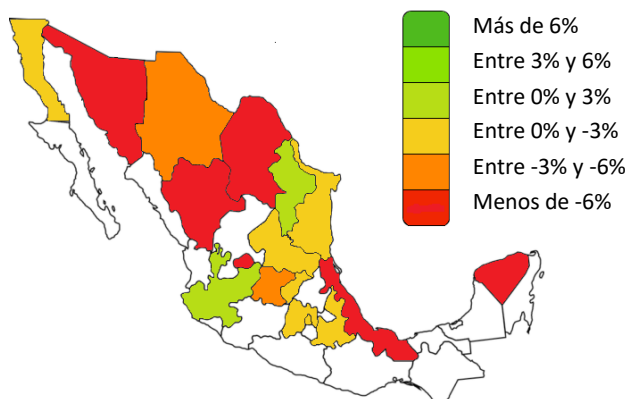 Más de 6%
Entre 3% y 6%
Entre 0% y 3%
Entre 0% y -3%
Entre -3% y -6%
Menos de -6%